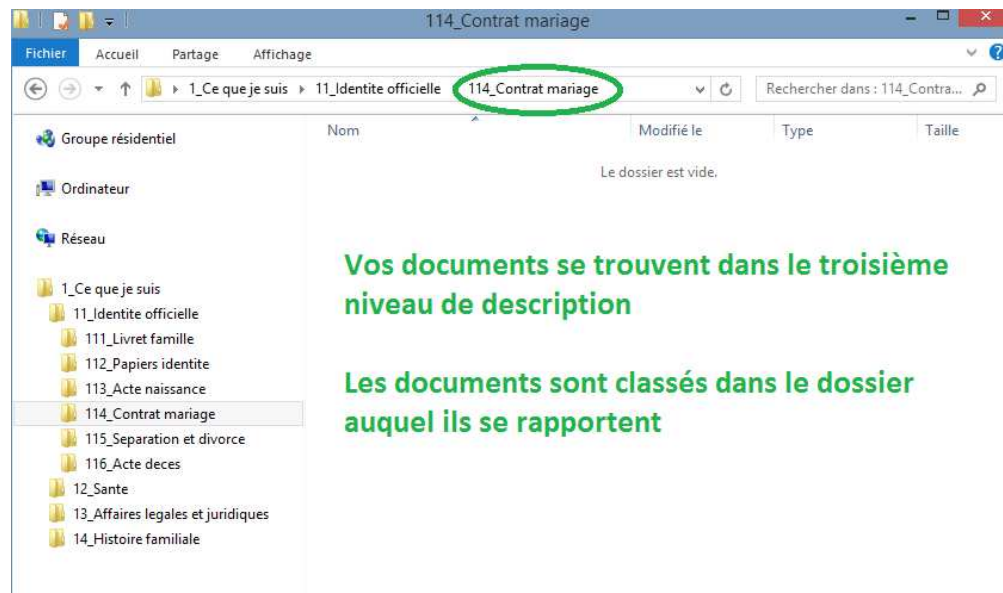 114_Contrat mariage
Fichier Accueil Partage Affichage
1_Ce que je suis 11_Identite officielle 114_Contrat mariage Rechercher dans : 114_Contra...
Nom Modifié le Type Taille
Groupe résidentiel
Le dossier est vide.
Ordinateur
Réseau
Vos documents se trouvent dans le troisième
niveau de description
Les documents sont classés dans le dossier
auquel ils se rapportent
1_Ce que je suis
11_Identite officielle
111_Livret famille
112_Papiers identite
113_Acte naissance
114_Contrat mariage
115_Separation et divorce
116_Acte deces
12_Sante
13_Affaires legales et juridiques
14_Histoire familiale